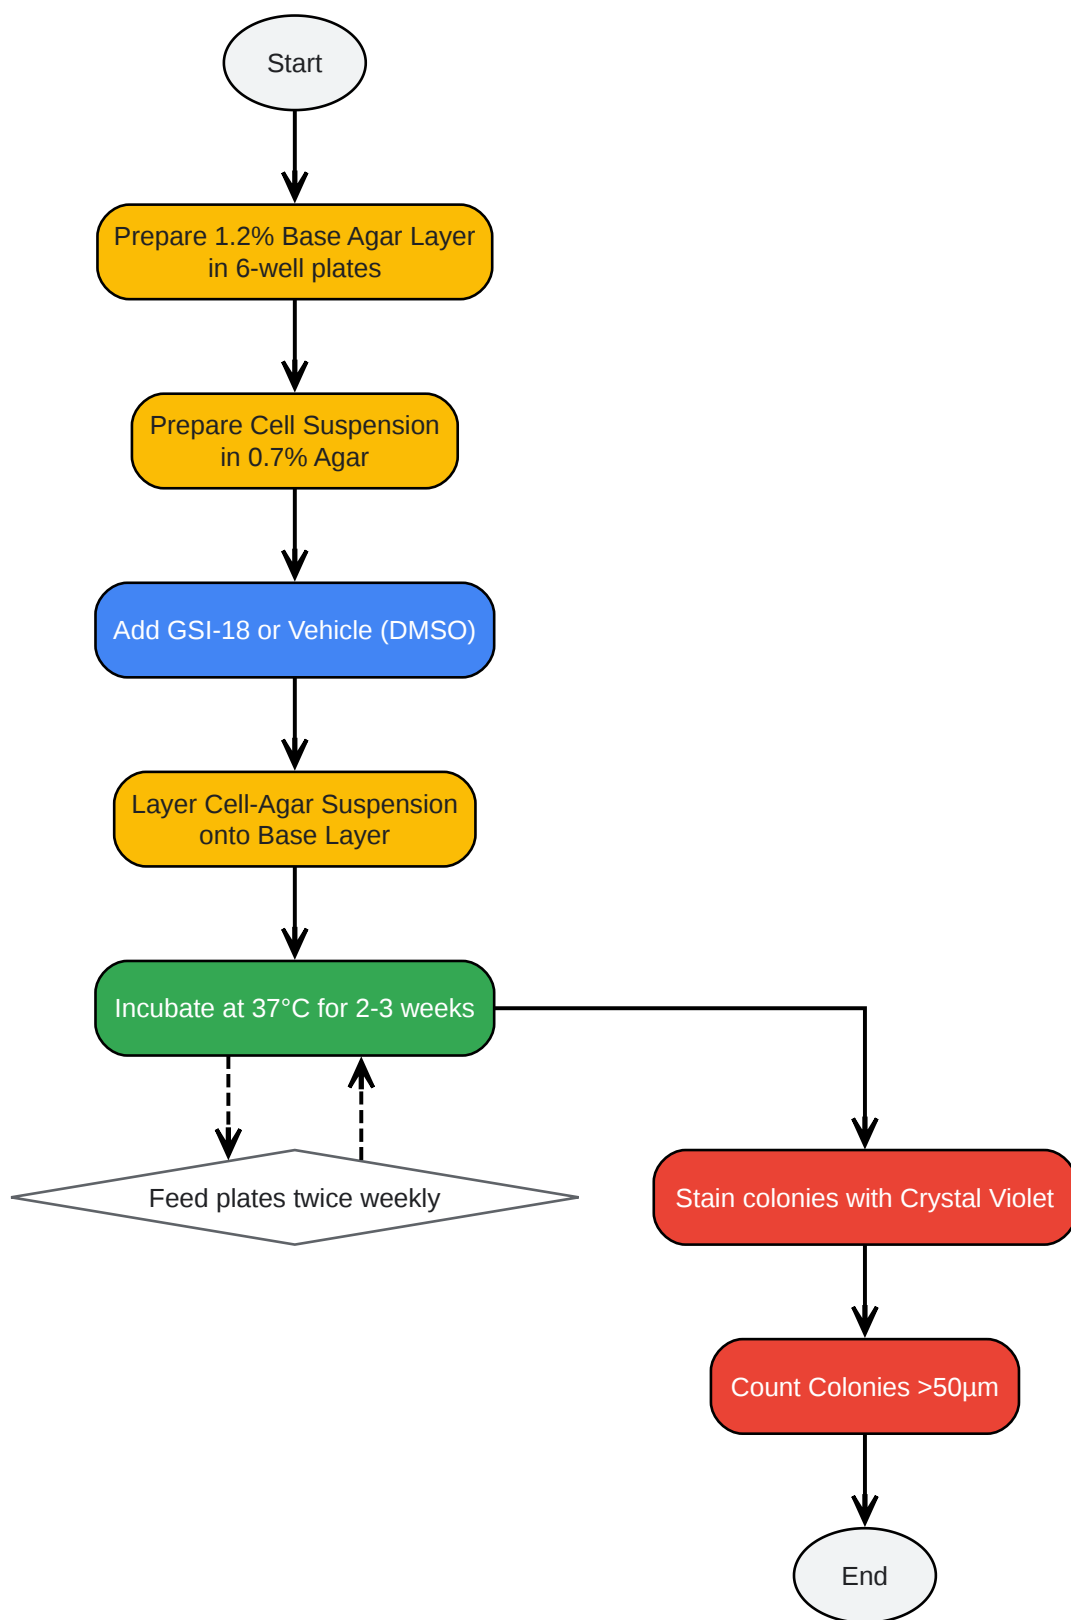 Start
Prepare 1.2% Base Agar Layer
in 6-well plates
Prepare Cell Suspension
in 0.7% Agar
Add GSI-18 or Vehicle (DMSO)
Layer Cell-Agar Suspension
onto Base Layer
Incubate at 37°C for 2-3 weeks
Feed plates twice weekly
Stain colonies with Crystal Violet
Count Colonies >50µm
End